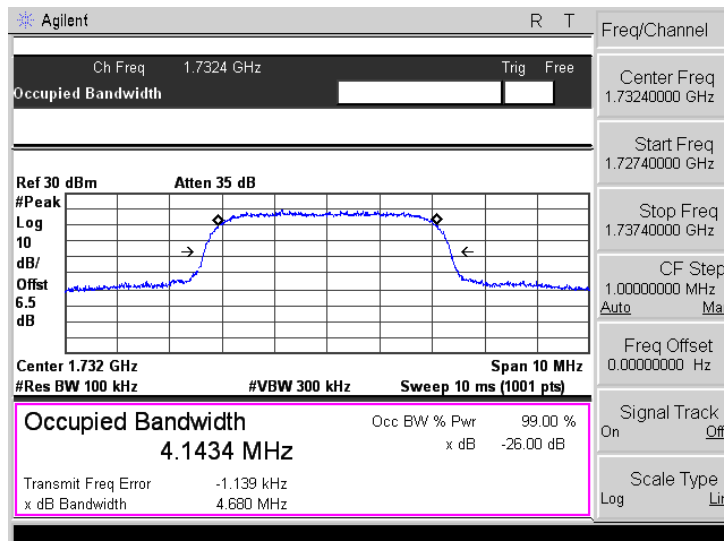 Agilent R T
Ch Freq 1.7324 GHz Trig Free
Occupied Bandwidth
Ref 30 dBm Atten 35 dB
#Peak
Log
10
dB/
Offst
6.5
dB
Center 1.732 GHz Span 10 MHz
#Res BW 100 kHz #VBW 300 kHz Sweep 10 ms (1001 pts)
Occupied Bandwidth
4.1434 MHz
Occ BW % Pwr 99.00 %
x dB -26.00 dB
Transmit Freq Error -1.139 kHz
x dB Bandwidth 4.680 MHz
Freq/Channel
Center Freq
1.73240000 GHz
Start Freq
1.72740000 GHz
Stop Freq
1.73740000 GHz
CF Step
1.00000000 MHz
Auto Ma
Freq Offset
0.00000000 Hz
Signal Track
On Off
Scale Type
Log Lin